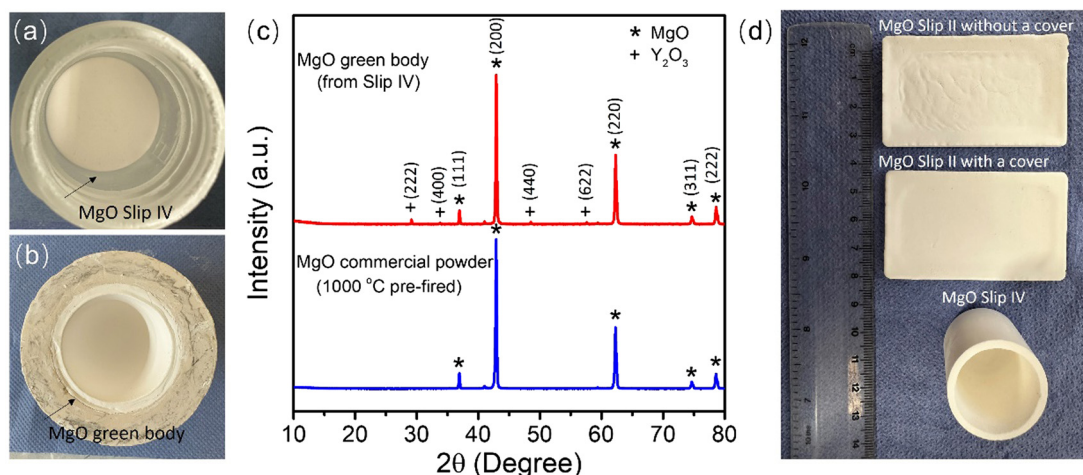 (a)
MgO Slip IV
(b)
MgO green body
(c)
Intensity (a.u.)
MgO green body
(from Slip IV)
* MgO
+ Y₂O₃
+ (222)
+ (400)
* (111)
* (200)
+ (440)
+ (622)
* (220)
* (311)
* (222)
MgO commercial powder
(1000 °C pre-fired)
*
*
*
*
*
10 20 30 40 50 60 70 80
2θ (Degree)
(d)
MgO Slip II without a cover
MgO Slip II with a cover
MgO Slip IV